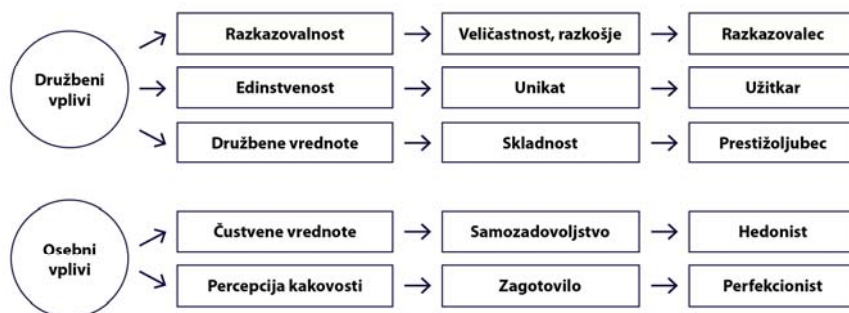 Družbeni
vplivi
Razkazovalnost
Veličastnost, razkošje
Razkazovalec
Edinstvenost
Unikat
Užitkar
Družbene vrednote
Skladnost
Prestižoljubec
Osebni
vplivi
Čustvene vrednote
Samozadovoljstvo
Hedonist
Percepcija kakovosti
Zagotovilo
Perfekcionist